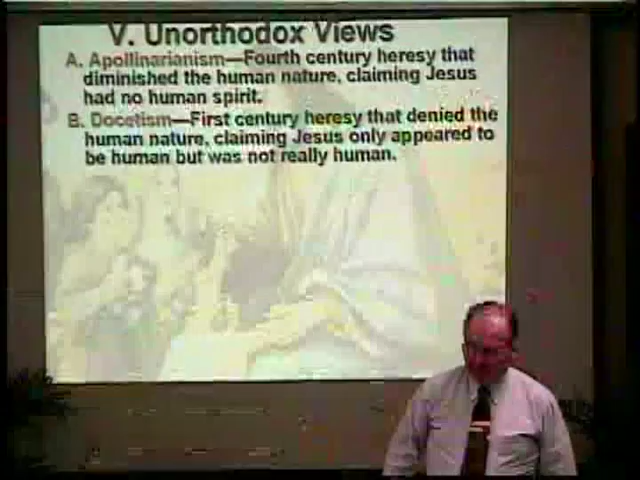 V. Unorthodox Views
A. Apollinarianism—Fourth century heresy that
diminished the human nature, claiming Jesus
had no human spirit.
B. Docetism—First century heresy that denied the
human nature, claiming Jesus only appeared to
be human but was not really human.